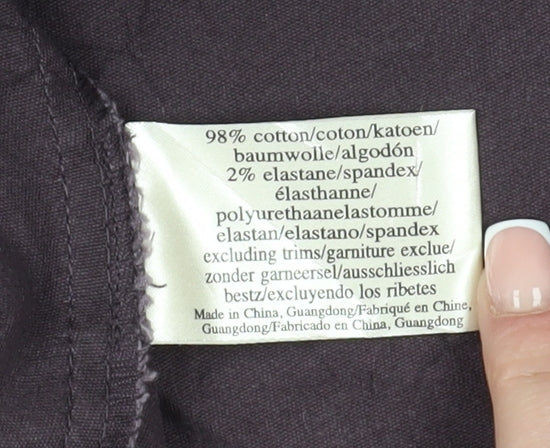 98% cotton/coton/katoen/
baumwolle/algodón
2% elastane/spandex/
élasthanne/
polyurethaanelastomme/
elastan/elastano/spandex
excluding trims/garniture exclue/
zonder garneersel/ausschliesslich
bestz/excluyendo los ribetes
Made in China, Guangdong/Fabriqué en Chine,
Guangdong/Fabricado en China, Guangdong